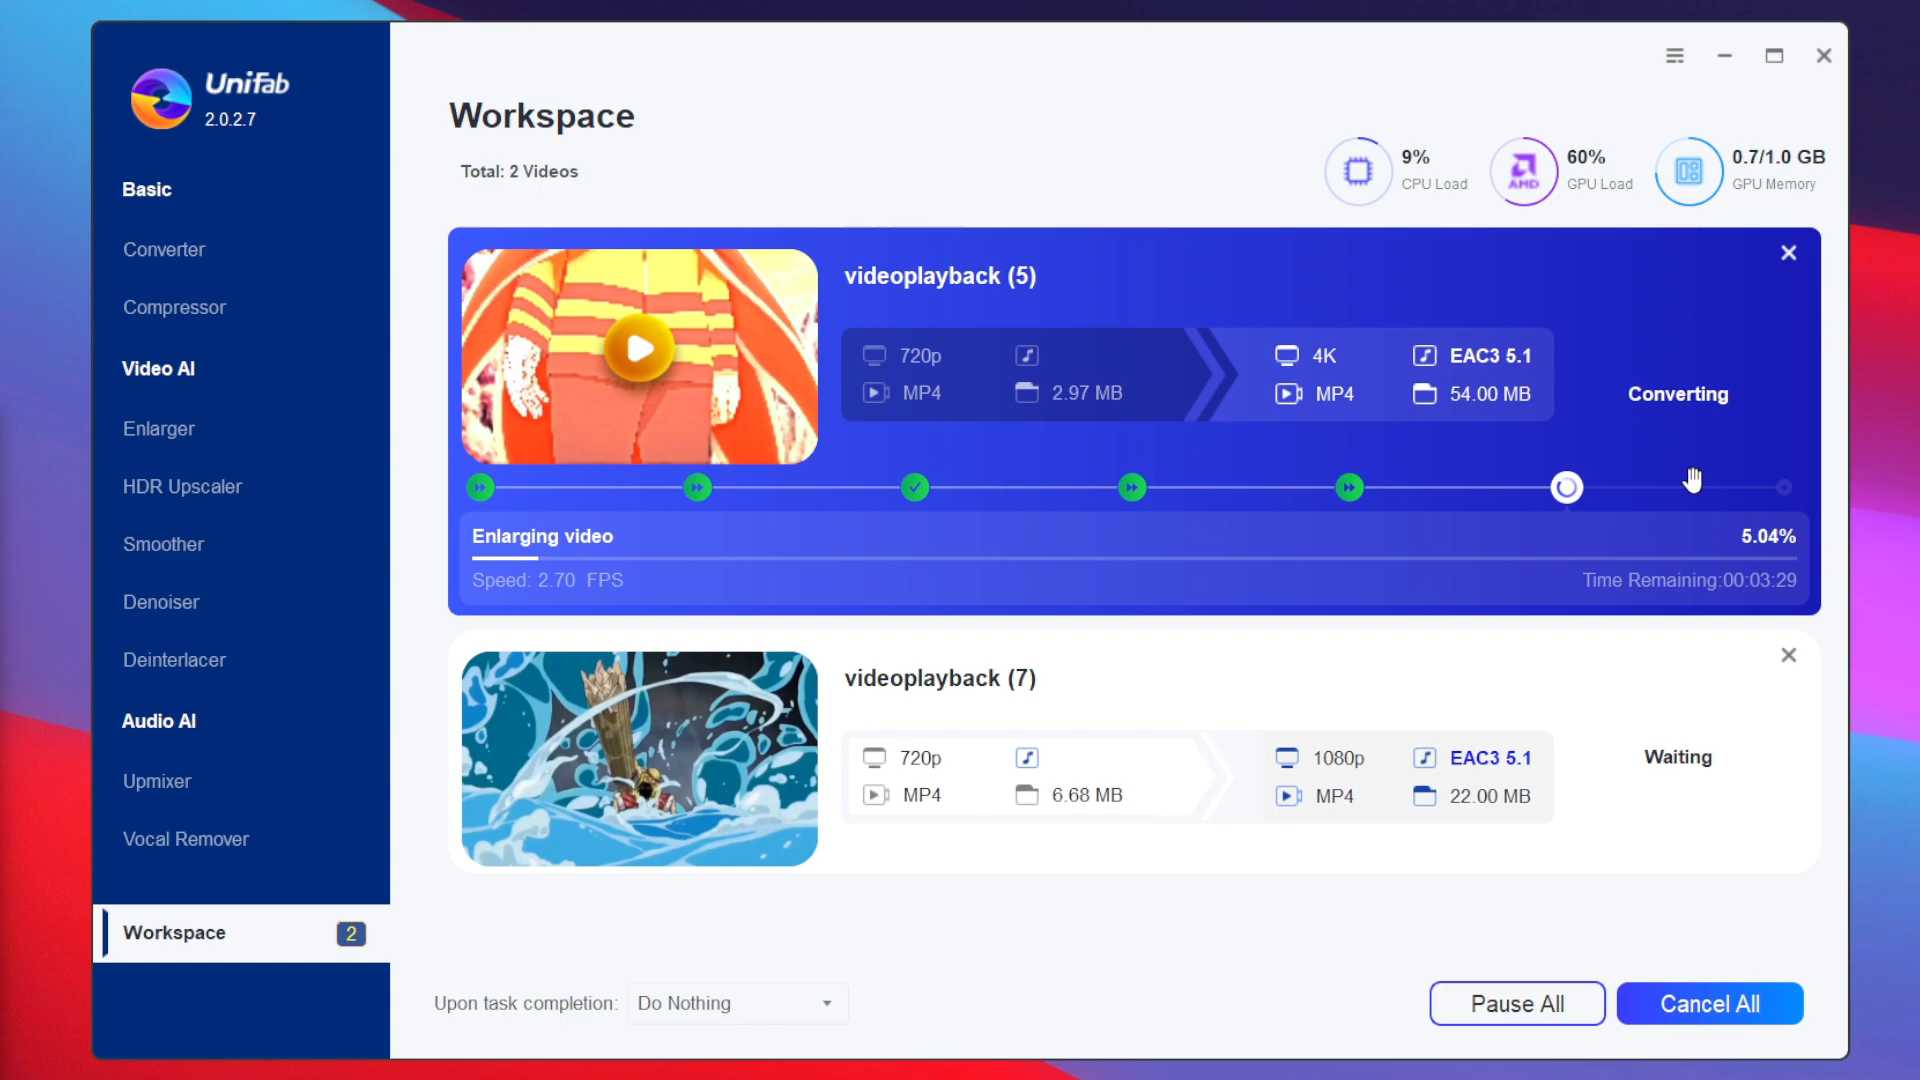 UniFab
2.0.2.7
Basic
Converter
Compressor
Video AI
Enlarger
HDR Upscaler
Smoother
Denoiser
Deinterlacer
Audio AI
Upmixer
Vocal Remover
Workspace 2
Workspace
Total: 2 Videos
9%
CPU Load
AMD
60%
GPU Load
0.7/1.0 GB
GPU Memory
videoplayback (5)
720p
MP4 2.97 MB
4K EAC3 5.1
MP4 54.00 MB
Converting
Enlarging video 5.04%
Speed: 2.70 FPS Time Remaining:00:03:29
videoplayback (7)
720p
MP4 6.68 MB
1080p EAC3 5.1
MP4 22.00 MB
Waiting
Upon task completion: Do Nothing
Pause All
Cancel All